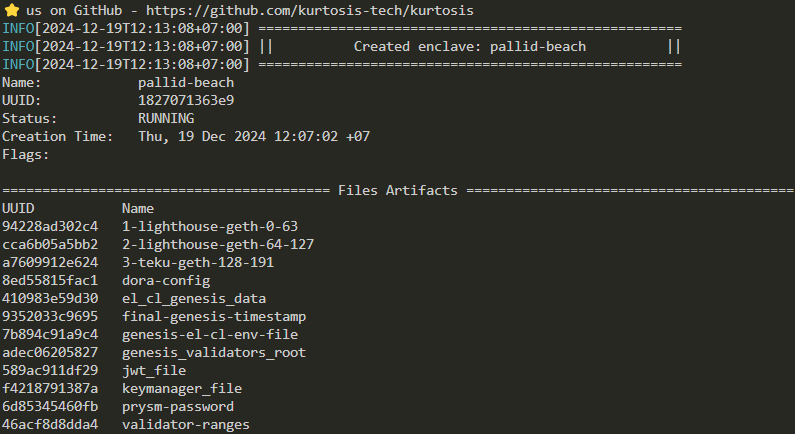 ⭐ us on GitHub - https://github.com/kurtosis-tech/kurtosis
INFO[2024-12-19T12:13:08+07:00] =====================================================
INFO[2024-12-19T12:13:08+07:00] ||          Created enclave: pallid-beach          ||
INFO[2024-12-19T12:13:08+07:00] =====================================================
Name:            pallid-beach
UUID:            1827071363e9
Status:          RUNNING
Creation Time:   Thu, 19 Dec 2024 12:07:02 +07
Flags:

========================================= Files Artifacts =========================================
UUID           Name
94228ad302c4   1-lighthouse-geth-0-63
cca6b05a5bb2   2-lighthouse-geth-64-127
a7609912e624   3-teku-geth-128-191
8ed55815fac1   dora-config
410983e59d30   el_cl_genesis_data
9352033c9695   final-genesis-timestamp
7b894c91a9c4   genesis-el-cl-env-file
adec06205827   genesis_validators_root
589ac911df29   jwt_file
f4218791387a   keymanager_file
6d85345460fb   prysm-password
46acf8d8dda4   validator-ranges